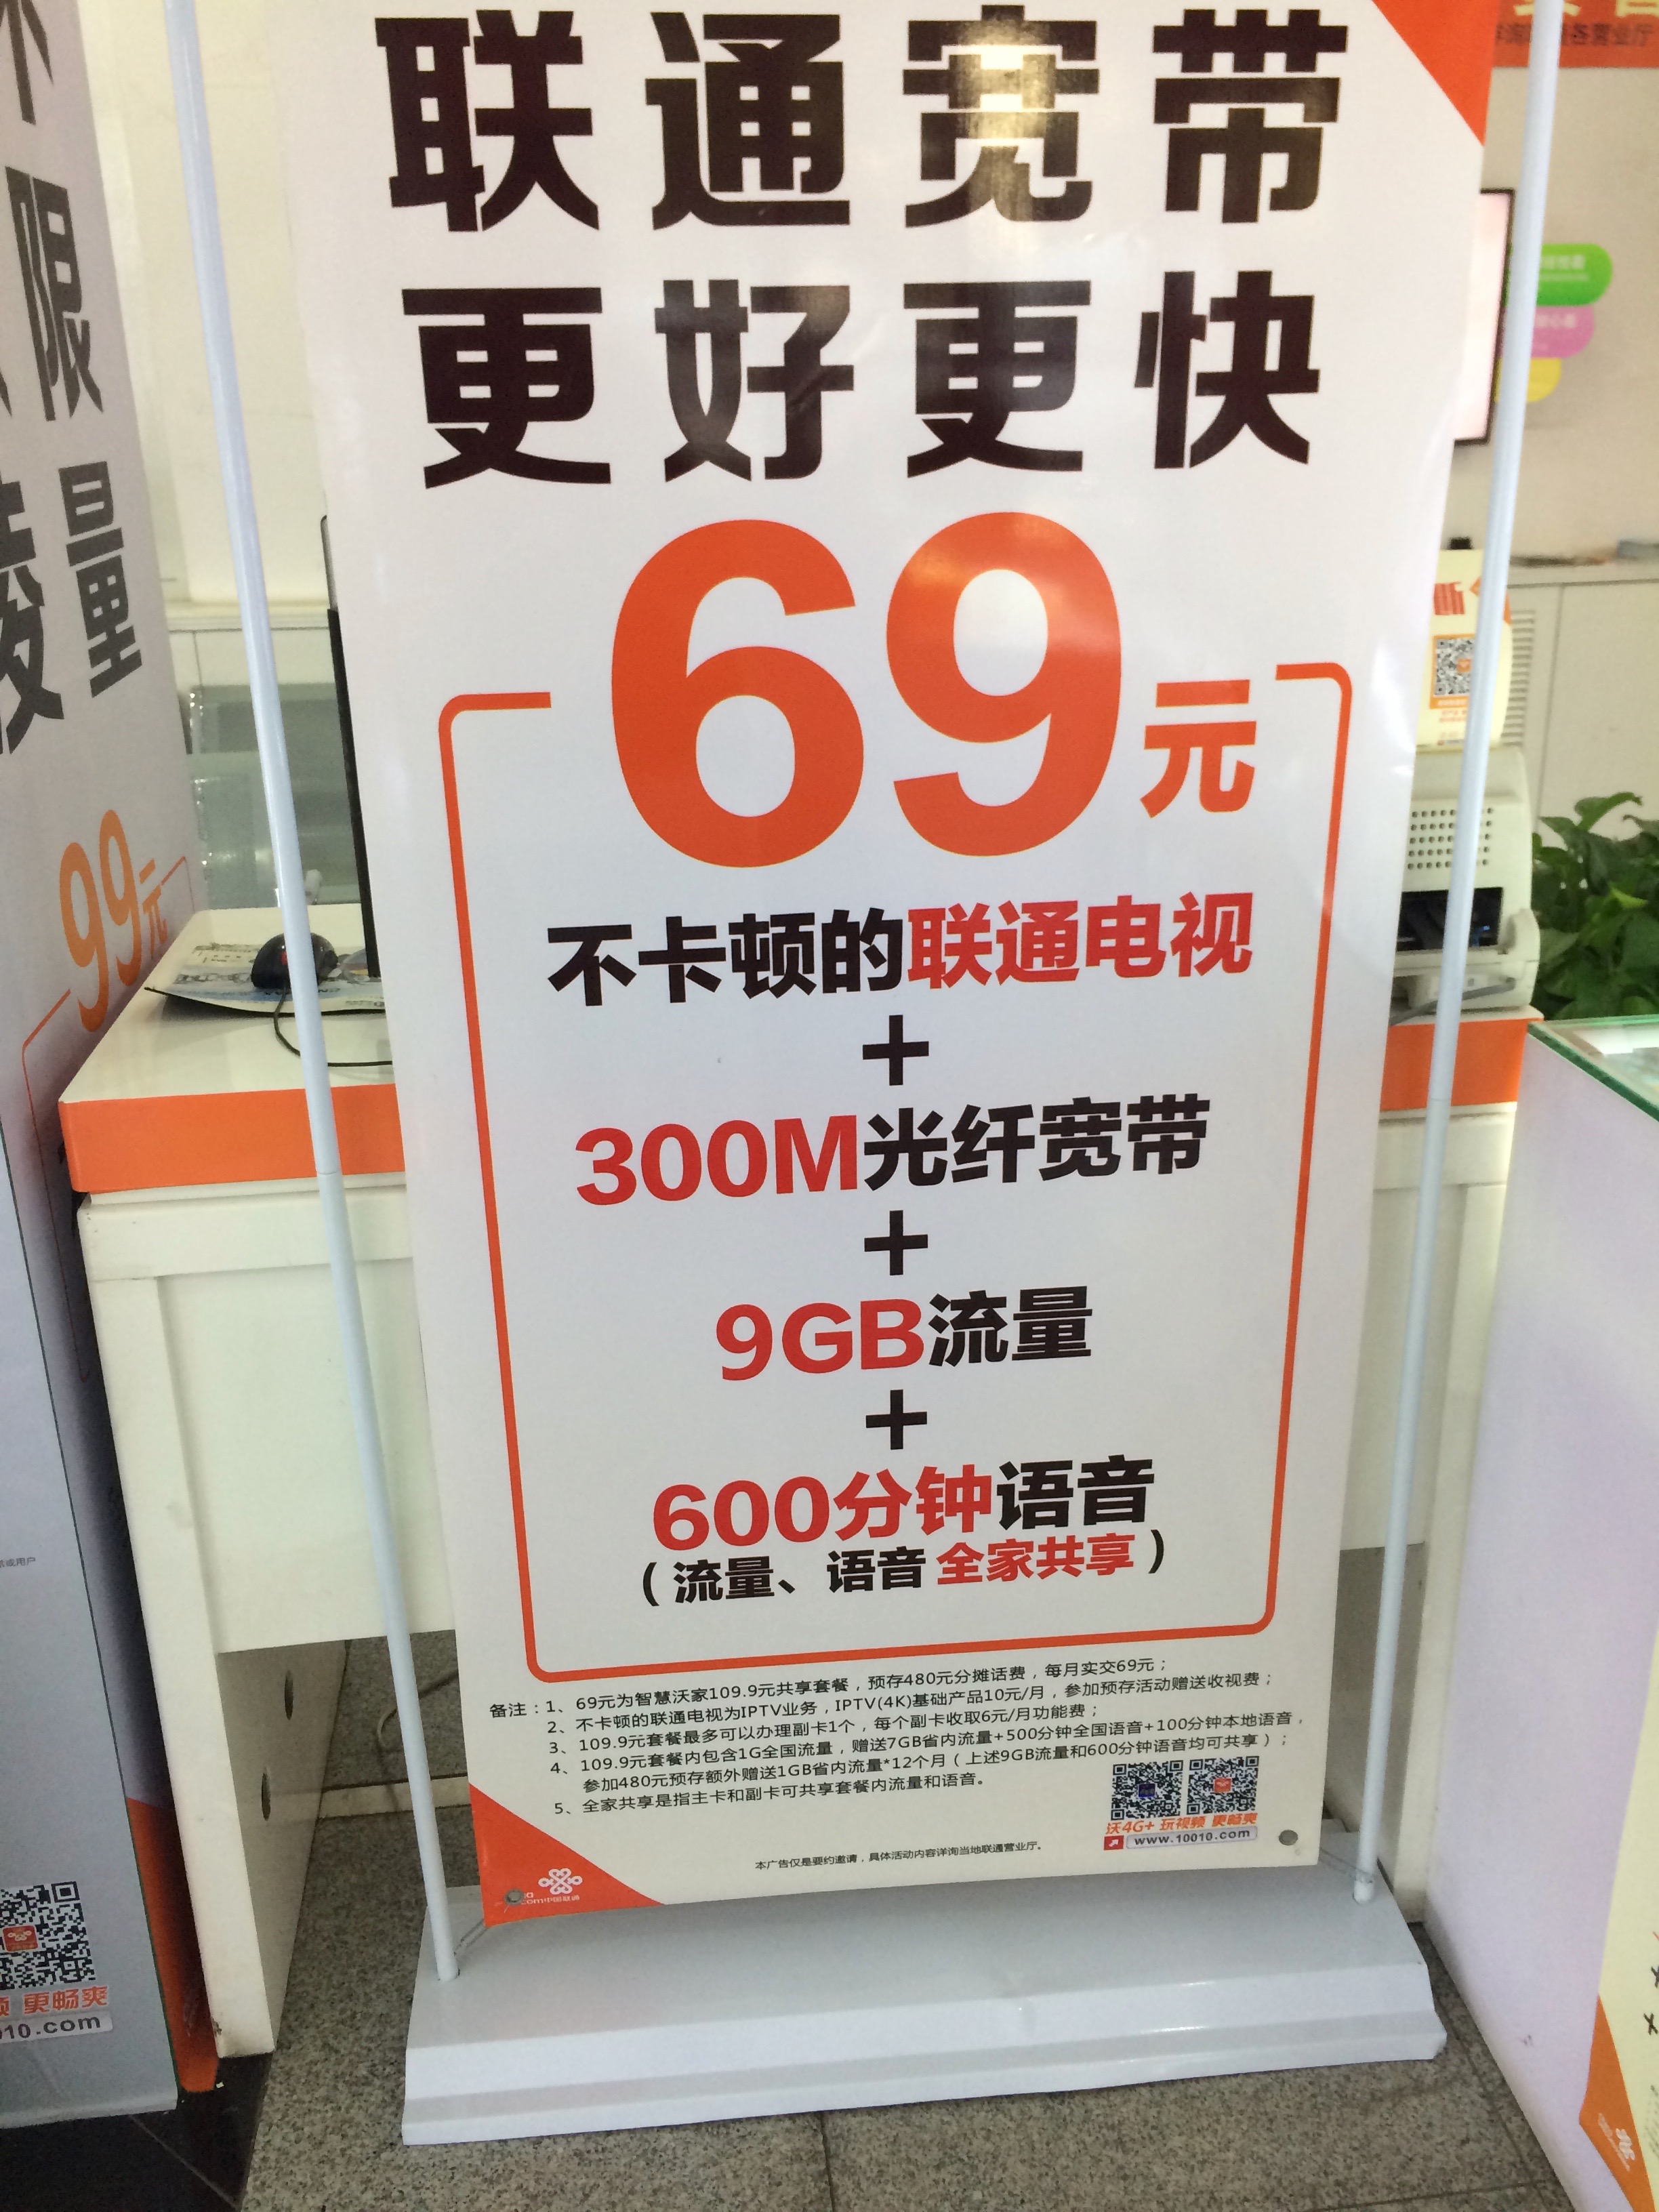 联通宽带
更好更快
69元
不卡顿的联通电视
+
300M光纤宽带
+
9GB流量
+
600分钟语音
(流量、语音 全家共享)
备注：1、69元为智慧沃家109.9元共享套餐，预存480元分摊话费，每月实交69元；
2、不卡顿的联通电视为IPTV业务，IPTV(4K)基础产品10元/月，参加预存活动赠送收视费；
3、109.9元套餐最多可以办理副卡1个，每个副卡收取6元/月功能费；
4、109.9元套餐内包含1G全国流量，赠送7GB省内流量+500分钟全国语音+100分钟本地语音，
参加480元预存额外赠送1GB省内流量*12个月（上述9GB流量和600分钟语音均可共享）；
5、全家共享是指主卡和副卡可共享套餐内流量和语音。
沃4G+ 玩视频 更畅爽
www.10010.com
本广告仅是要约邀请，具体活动内容详询当地联通营业厅。
中国联通
限
量
99元
更畅爽
10.com
各营业厅